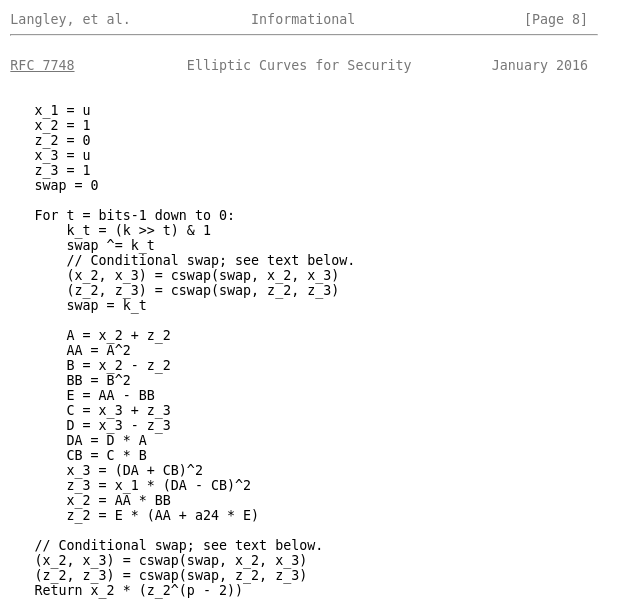 Langley, et al. Informational [Page 8]
RFC 7748 Elliptic Curves for Security January 2016
x_1 = u
x_2 = 1
z_2 = 0
x_3 = u
z_3 = 1
swap = 0
For t = bits-1 down to 0:
k_t = (k >> t) & 1
swap ^= k_t
// Conditional swap; see text below.
(x_2, x_3) = cswap(swap, x_2, x_3)
(z_2, z_3) = cswap(swap, z_2, z_3)
swap = k_t
A = x_2 + z_2
AA = A^2
B = x_2 - z_2
BB = B^2
E = AA - BB
C = x_3 + z_3
D = x_3 - z_3
DA = D * A
CB = C * B
x_3 = (DA + CB)^2
z_3 = x_1 * (DA - CB)^2
x_2 = AA * BB
z_2 = E * (AA + a24 * E)
// Conditional swap; see text below.
(x_2, x_3) = cswap(swap, x_2, x_3)
(z_2, z_3) = cswap(swap, z_2, z_3)
Return x_2 * (z_2^(p - 2))